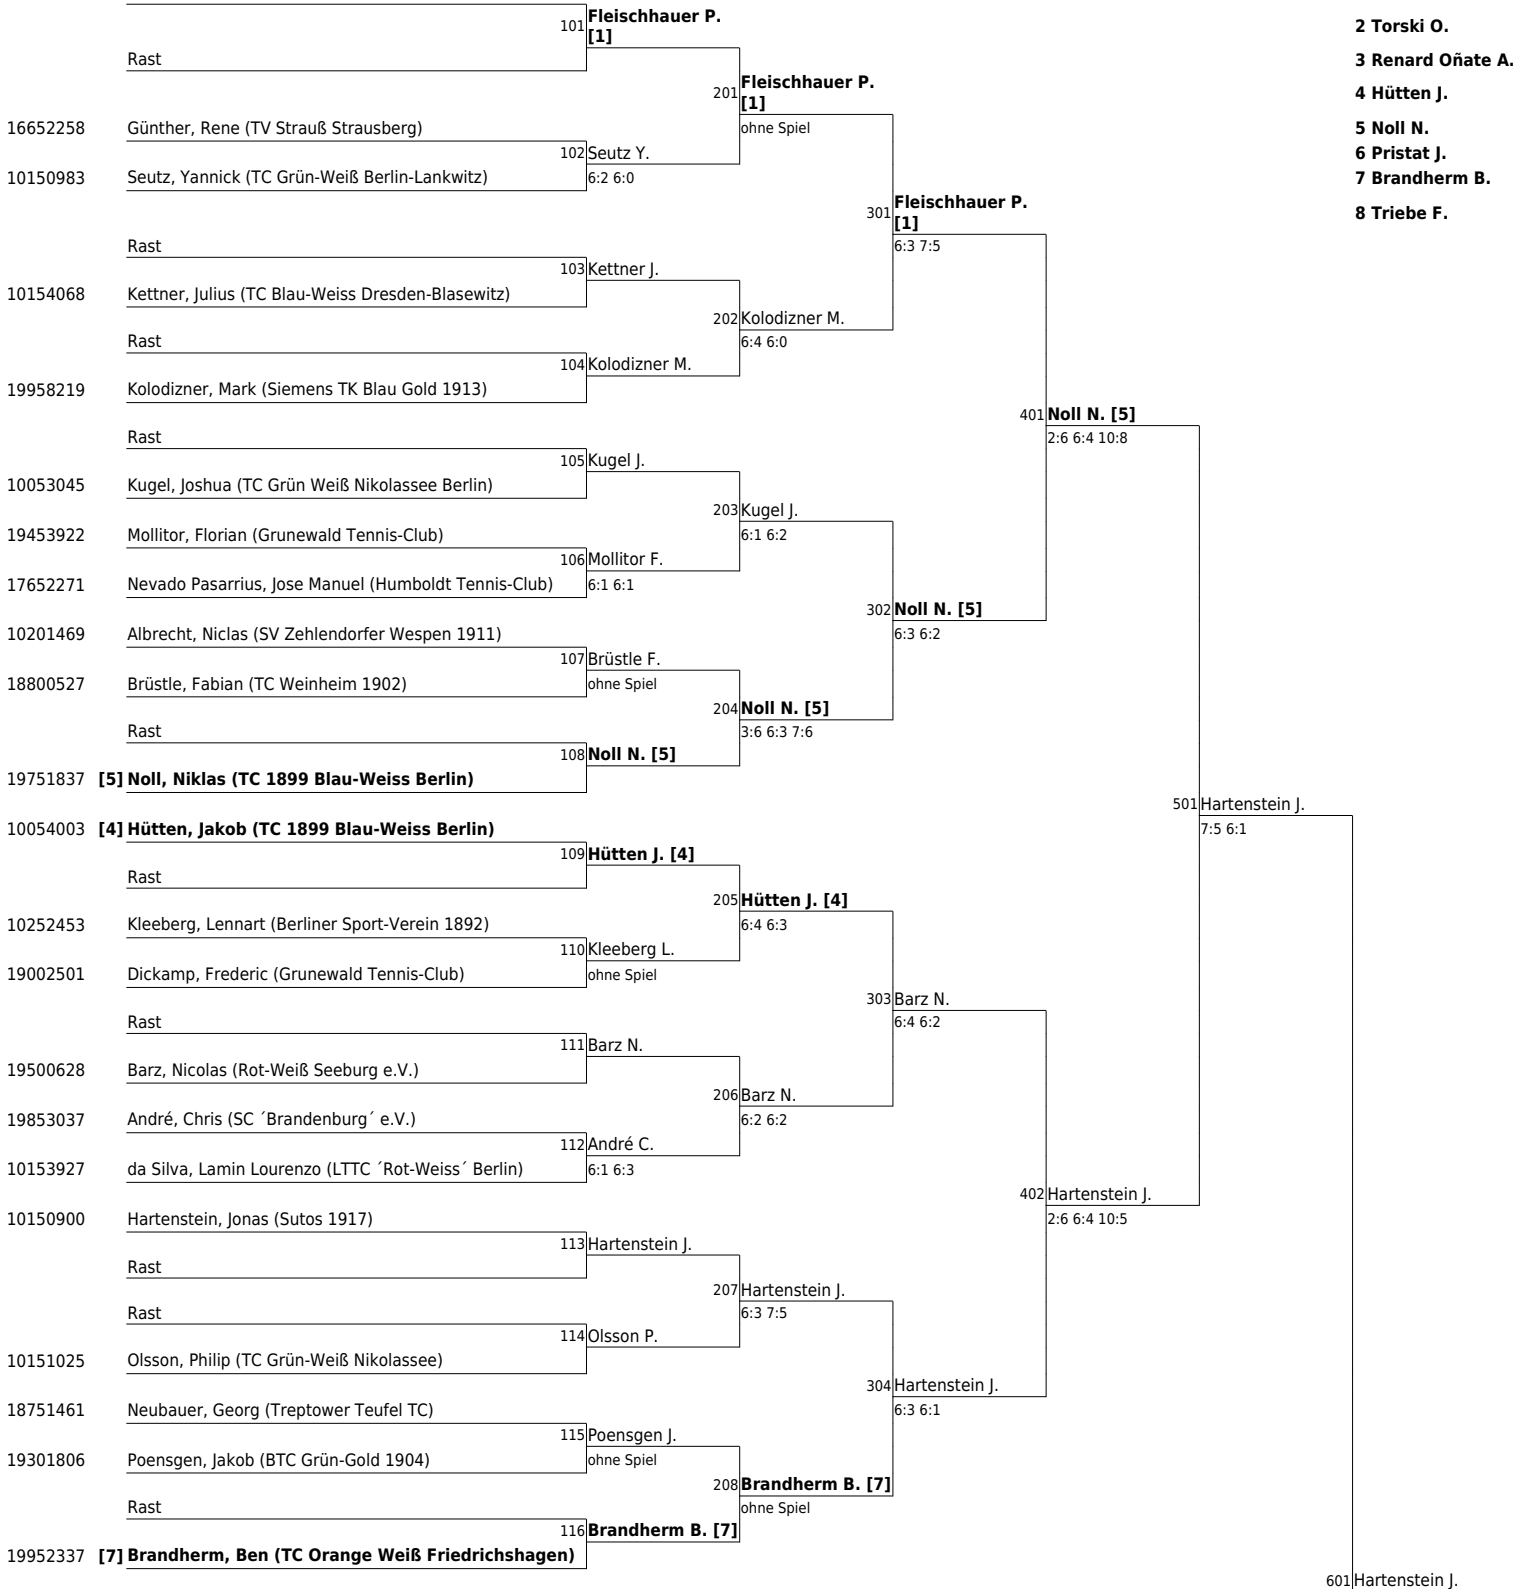 101 Fleischhauer P.
[1]
2 Torski O.
Rast
3 Renard Oñate A.
201 Fleischhauer P.
[1]
4 Hütten J.
16652258 Günther, Rene (TV Strauß Strausberg)
ohne Spiel
5 Noll N.
102 Seutz Y.
6 Pristat J.
10150983 Seutz, Yannick (TC Grün-Weiß Berlin-Lankwitz)
6:2 6:0
7 Brandherm B.
301 Fleischhauer P.
[1]
8 Triebe F.
Rast
6:3 7:5
103 Kettner J.
10154068 Kettner, Julius (TC Blau-Weiss Dresden-Blasewitz)
202 Kolodizner M.
Rast
6:4 6:0
104 Kolodizner M.
19958219 Kolodizner, Mark (Siemens TK Blau Gold 1913)
401 Noll N. [5]
Rast
2:6 6:4 10:8
105 Kugel J.
10053045 Kugel, Joshua (TC Grün Weiß Nikolassee Berlin)
203 Kugel J.
19453922 Mollitor, Florian (Grunewald Tennis-Club)
6:1 6:2
106 Mollitor F.
17652271 Nevado Pasarrius, Jose Manuel (Humboldt Tennis-Club)
6:1 6:1
302 Noll N. [5]
10201469 Albrecht, Niclas (SV Zehlendorfer Wespen 1911)
6:3 6:2
107 Brüstle F.
18800527 Brüstle, Fabian (TC Weinheim 1902)
ohne Spiel
204 Noll N. [5]
Rast
3:6 6:3 7:6
108 Noll N. [5]
19751837 [5] Noll, Niklas (TC 1899 Blau-Weiss Berlin)
501 Hartenstein J.
10054003 [4] Hütten, Jakob (TC 1899 Blau-Weiss Berlin)
7:5 6:1
109 Hütten J. [4]
Rast
205 Hütten J. [4]
10252453 Kleeberg, Lennart (Berliner Sport-Verein 1892)
6:4 6:3
110 Kleeberg L.
19002501 Dickamp, Frederic (Grunewald Tennis-Club)
ohne Spiel
303 Barz N.
Rast
6:4 6:2
111 Barz N.
19500628 Barz, Nicolas (Rot-Weiß Seeburg e.V.)
206 Barz N.
19853037 André, Chris (SC ´Brandenburg´ e.V.)
6:2 6:2
112 André C.
10153927 da Silva, Lamin Lourenzo (LTTC ´Rot-Weiss´ Berlin)
6:1 6:3
402 Hartenstein J.
10150900 Hartenstein, Jonas (Sutos 1917)
2:6 6:4 10:5
113 Hartenstein J.
Rast
207 Hartenstein J.
Rast
6:3 7:5
114 Olsson P.
10151025 Olsson, Philip (TC Grün-Weiß Nikolassee)
304 Hartenstein J.
18751461 Neubauer, Georg (Treptower Teufel TC)
6:3 6:1
115 Poensgen J.
19301806 Poensgen, Jakob (BTC Grün-Gold 1904)
ohne Spiel
208 Brandherm B. [7]
Rast
ohne Spiel
116 Brandherm B. [7]
19952337 [7] Brandherm, Ben (TC Orange Weiß Friedrichshagen)
601 Hartenstein J.